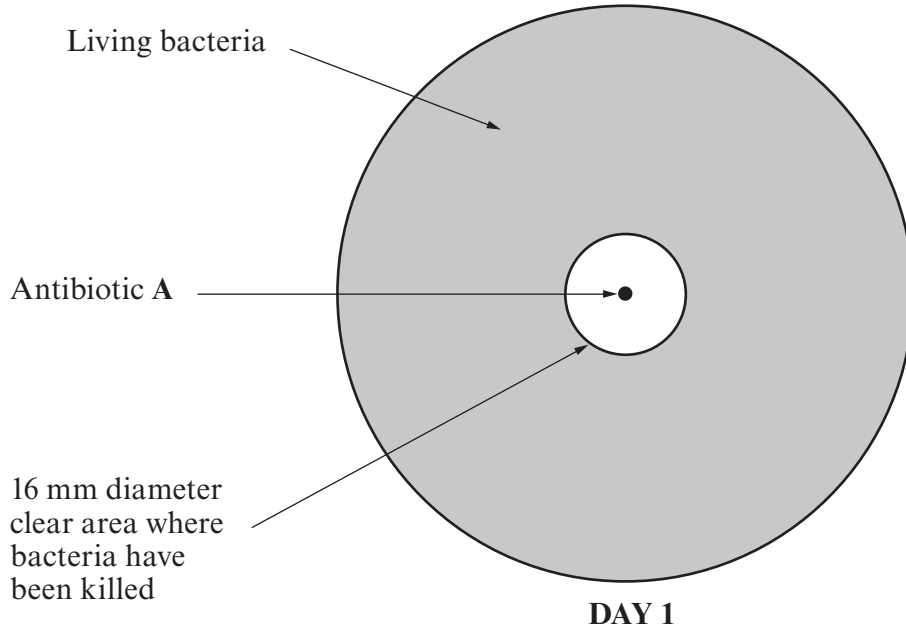 Living bacteria
Antibiotic A
16 mm diameter
clear area where
bacteria have
been killed
DAY 1